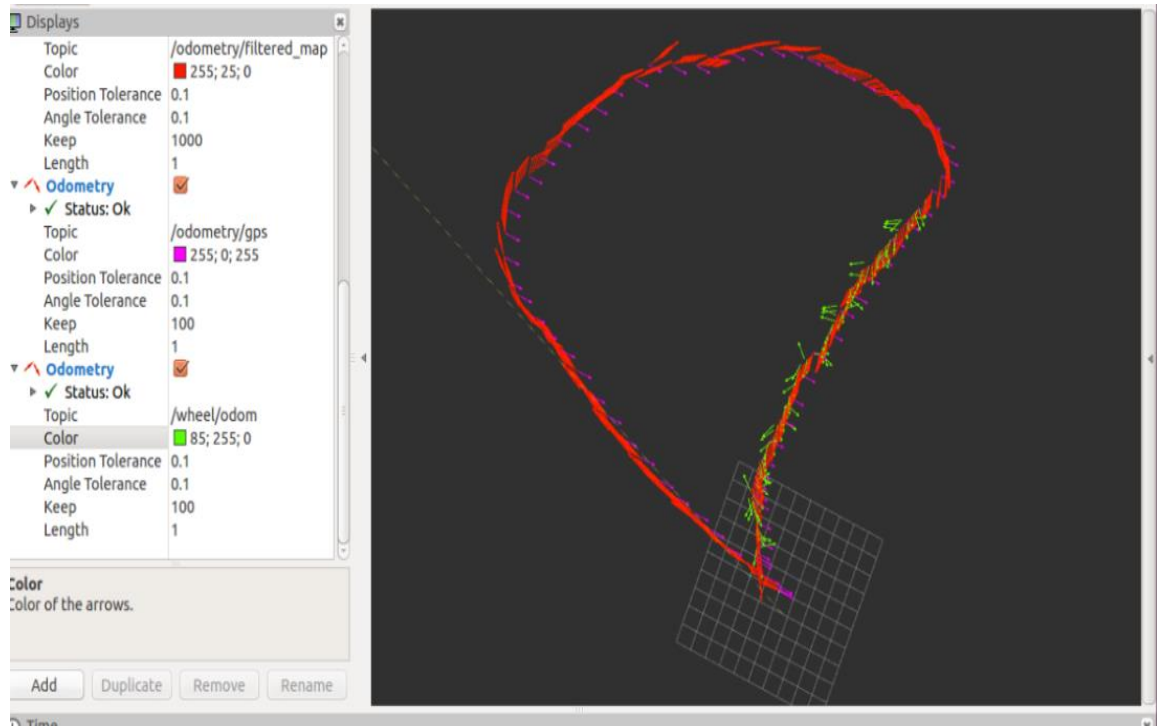 Displays
Topic /odometry/filtered_map
Color 255; 25; 0
Position Tolerance 0.1
Angle Tolerance 0.1
Keep 1000
Length 1
Odometry
Status: Ok
Topic /odometry/gps
Color 255; 0; 255
Position Tolerance 0.1
Angle Tolerance 0.1
Keep 100
Length 1
Odometry
Status: Ok
Topic /wheel/odom
Color 85; 255; 0
Position Tolerance 0.1
Angle Tolerance 0.1
Keep 100
Length 1
Color
Color of the arrows.
Add Duplicate Remove Rename
Time